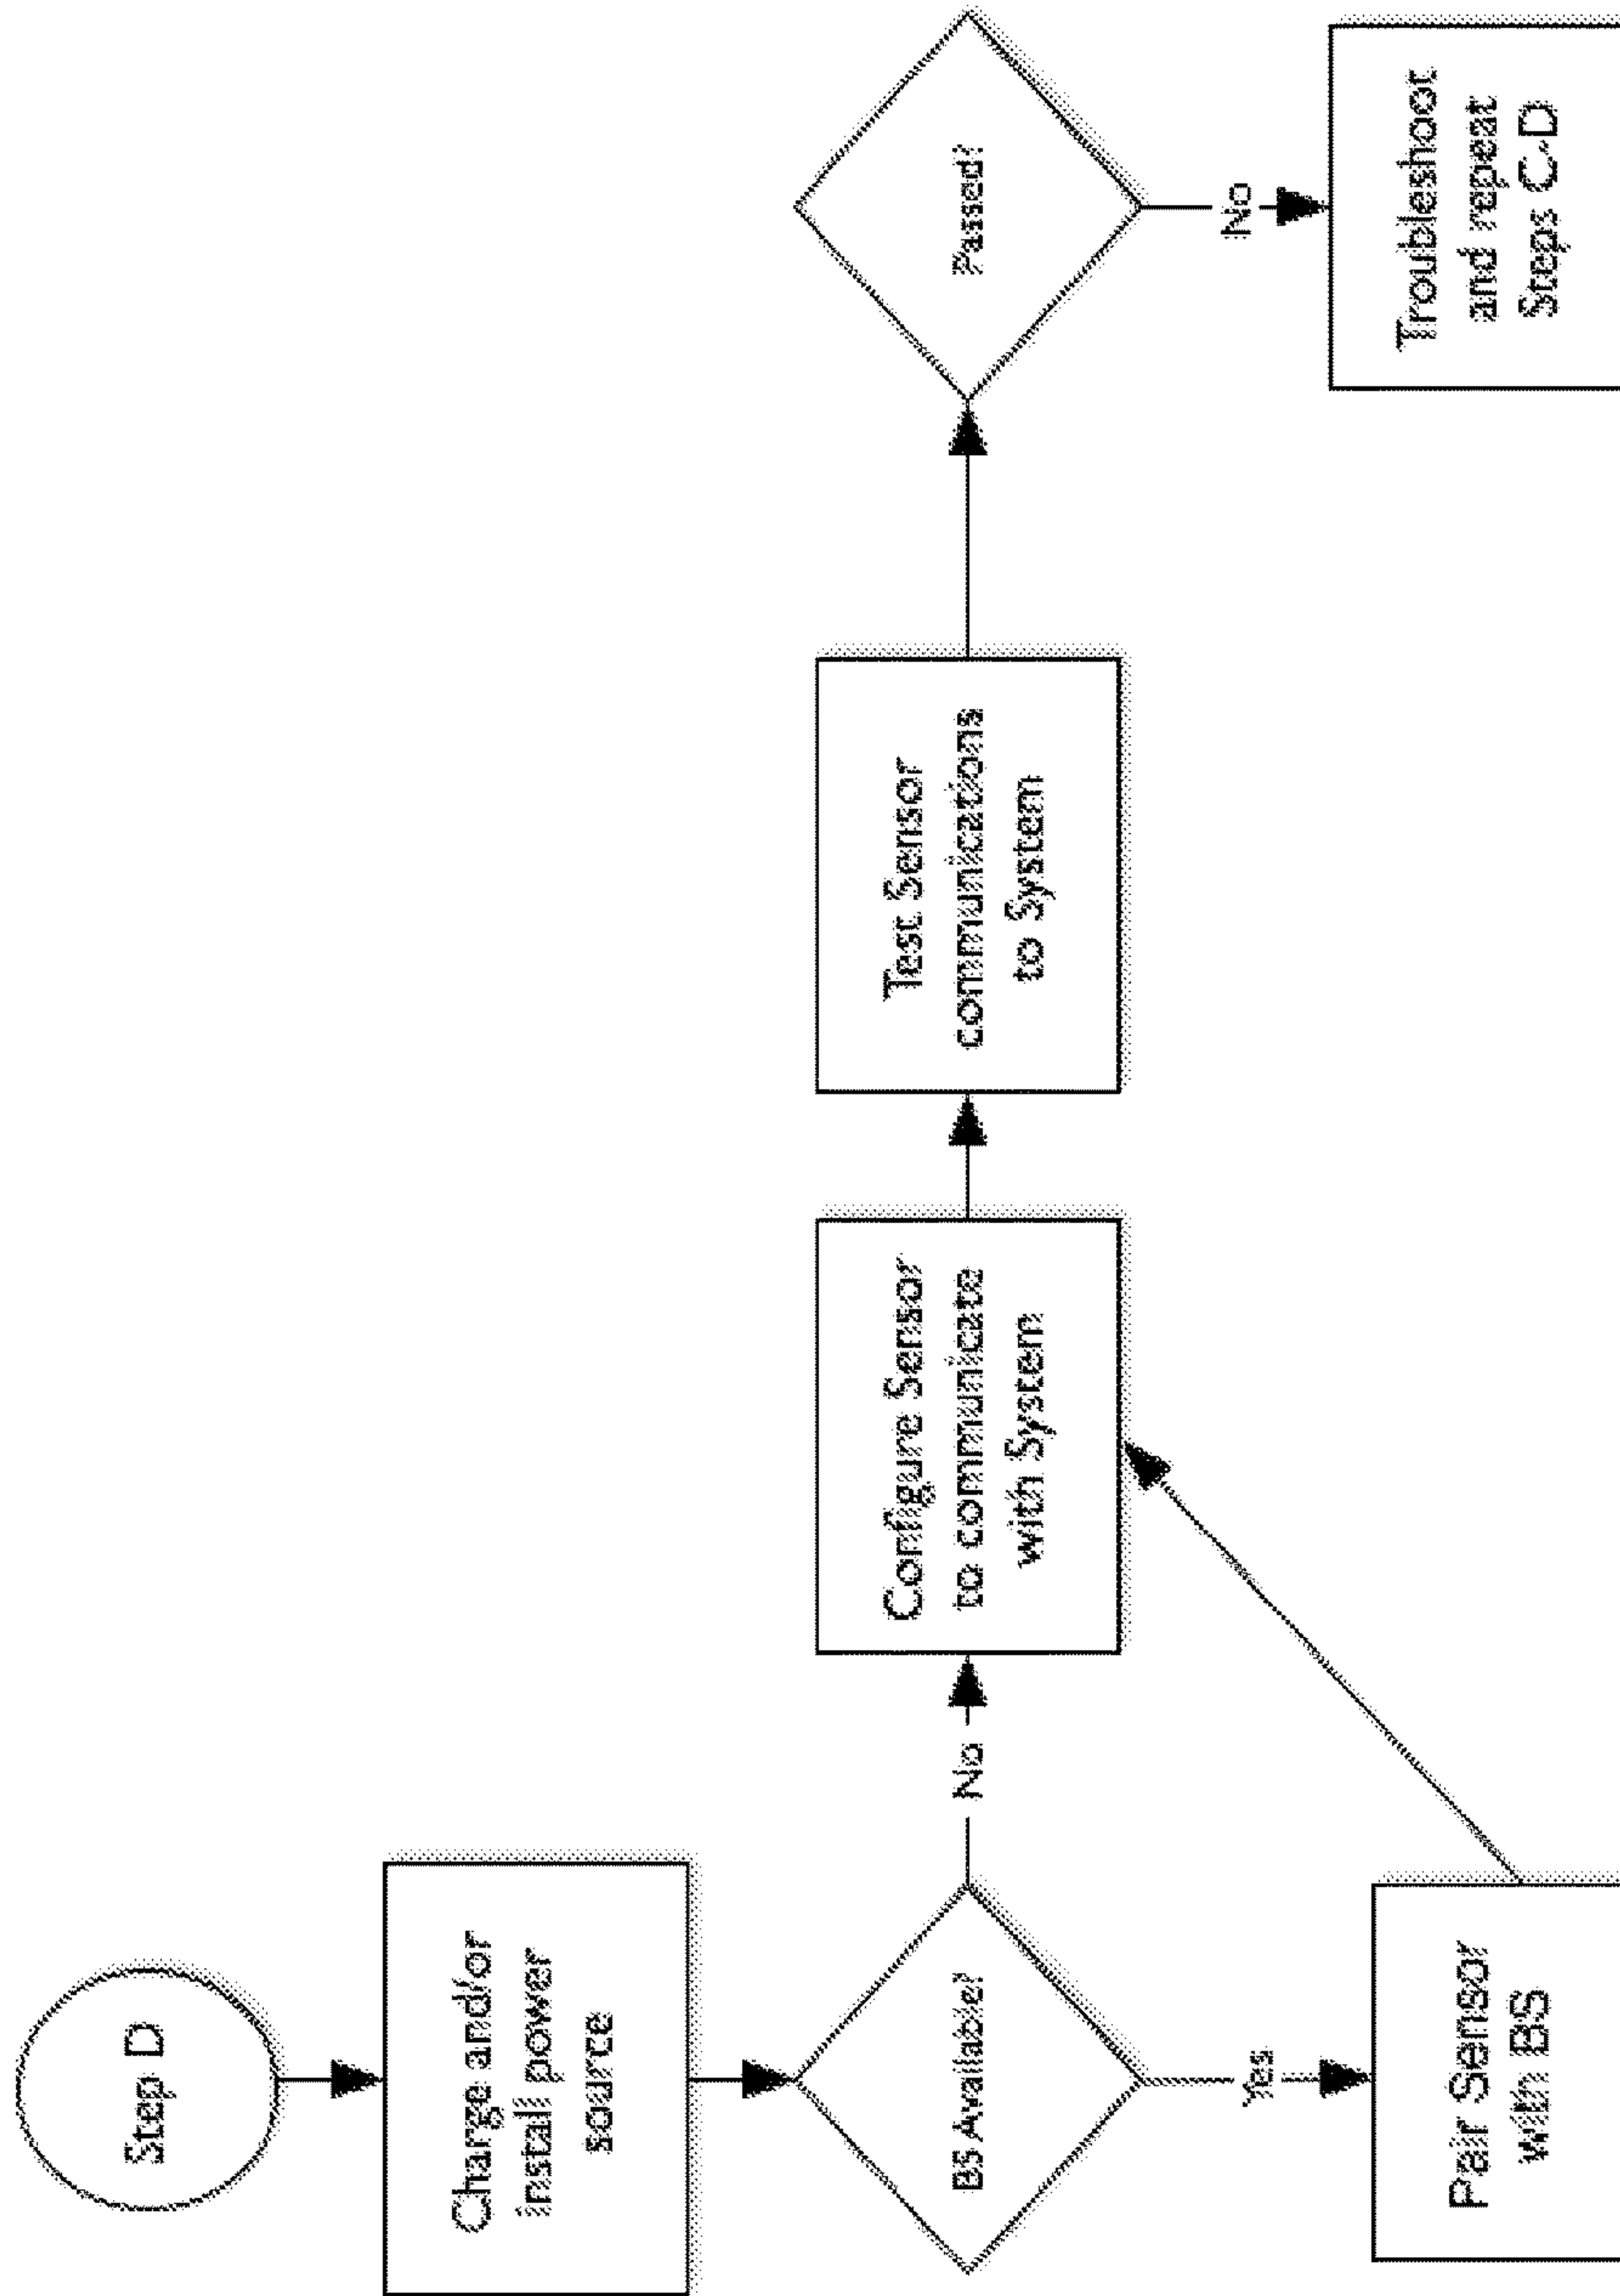 Step D
Charge and/or
install power
source
BS Available?
No
Yes
Pair Sensor
with BS
Configure Sensor
to communicate
with System
Test Sensor
communications
to System
Passed?
No
Troubleshoot
and repeat
Steps C-D